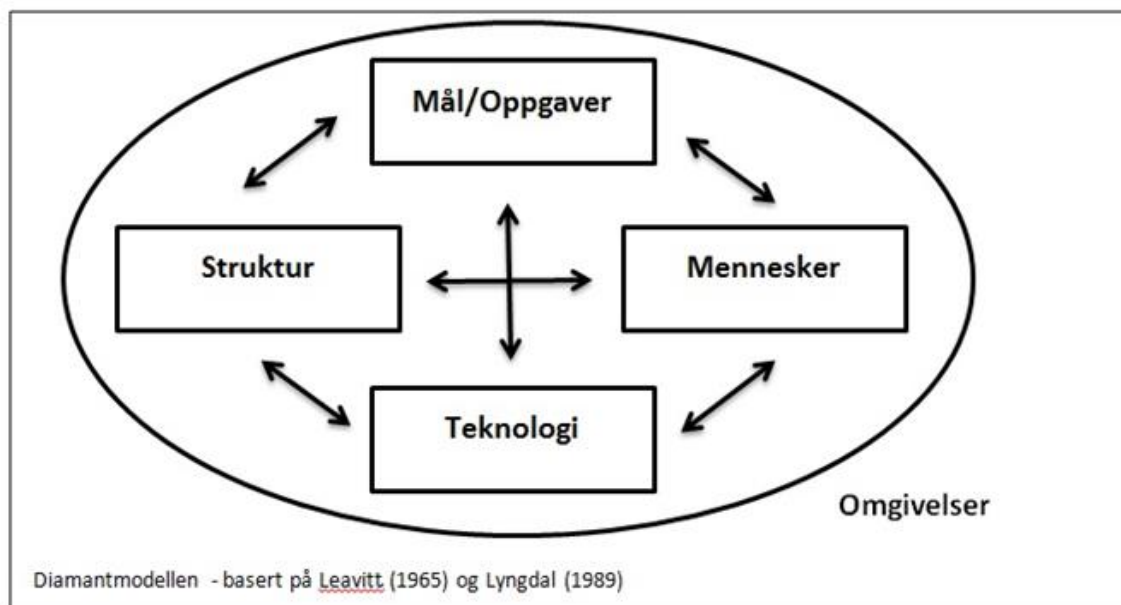 Mål/Oppgaver
Struktur
Mennesker
Teknologi
Omgivelser
Diamantmodellen - basert på Leavitt (1965) og Lyngdal (1989)